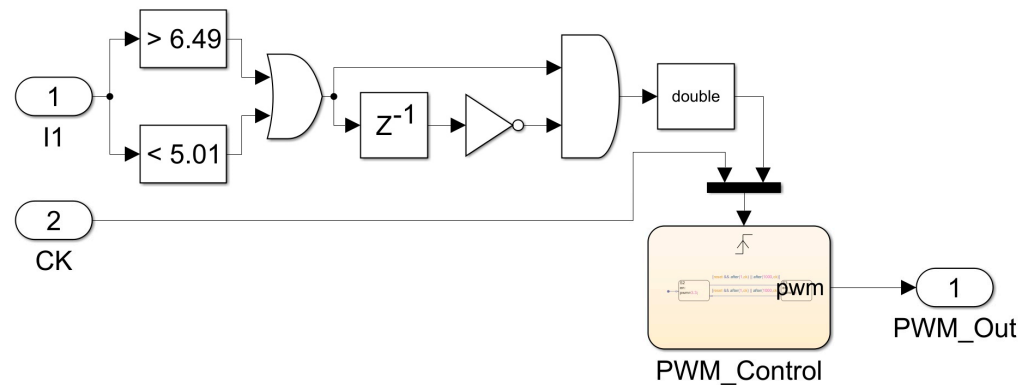 > 6.49
1
I1
< 5.01
Z-1
double
2
CK
pwm
1
PWM_Out
PWM_Control